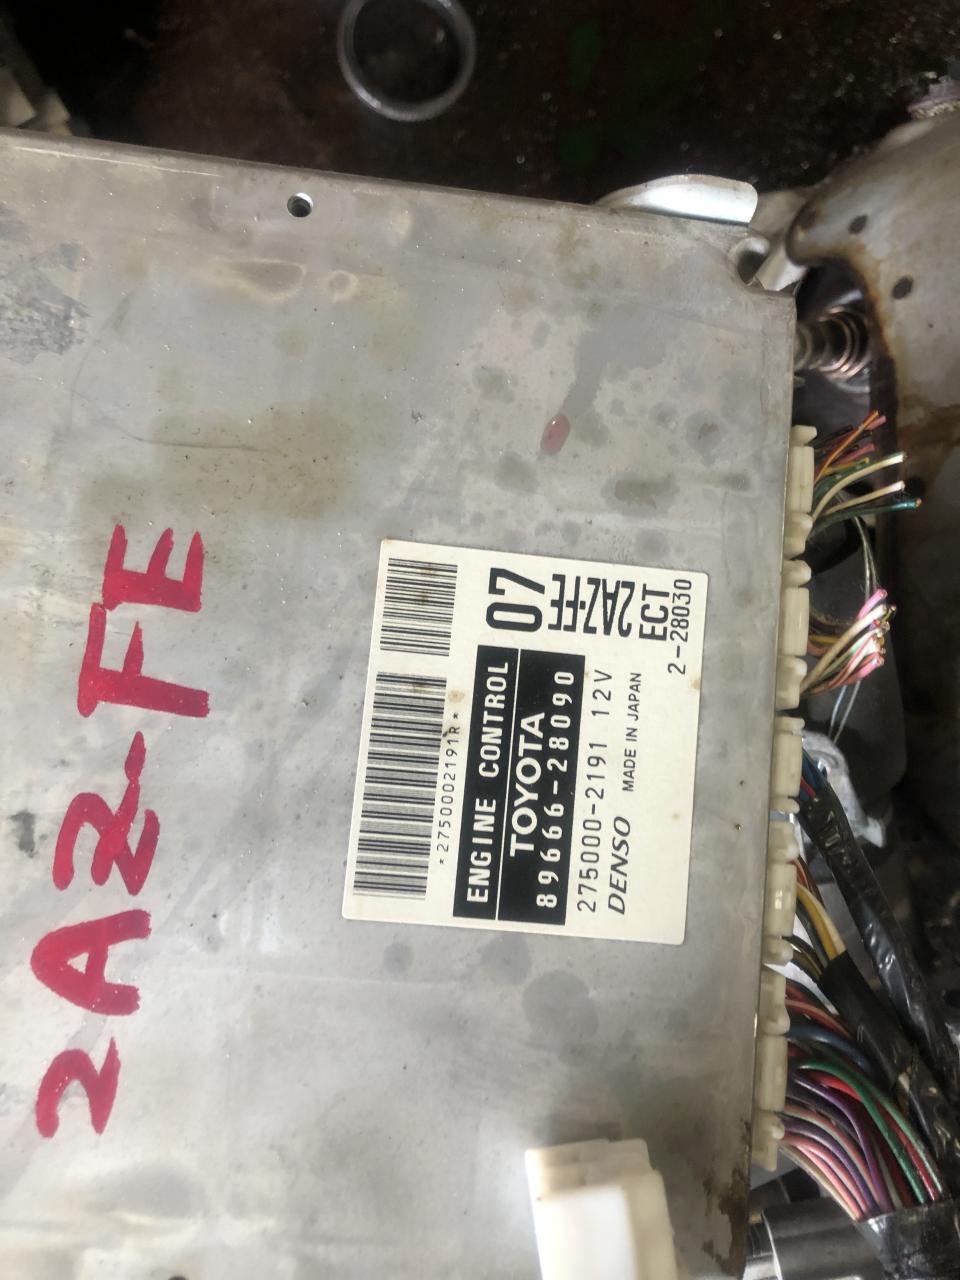 2AZ-FE
*2750002191R*
ENGINE CONTROL
TOYOTA
89666-28090
275000-2191 12V
DENSO MADE IN JAPAN
07
2AZ-FE
ECT
2-28030